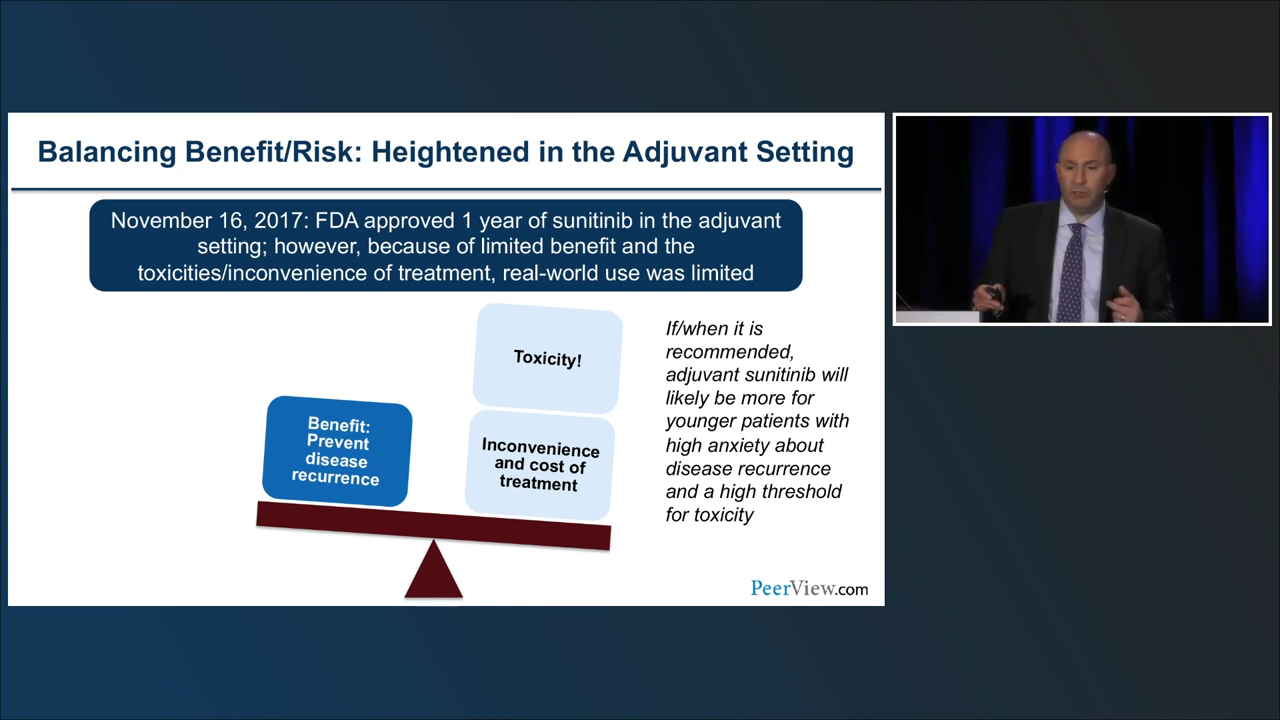 Balancing Benefit/Risk: Heightened in the Adjuvant Setting
November 16, 2017: FDA approved 1 year of sunitinib in the adjuvant
setting; however, because of limited benefit and the
toxicities/inconvenience of treatment, real-world use was limited
Toxicity!
Benefit:
Prevent
disease
recurrence
Inconvenience
and cost of
treatment
If/when it is
recommended,
adjuvant sunitinib will
likely be more for
younger patients with
high anxiety about
disease recurrence
and a high threshold
for toxicity
PeerView.com